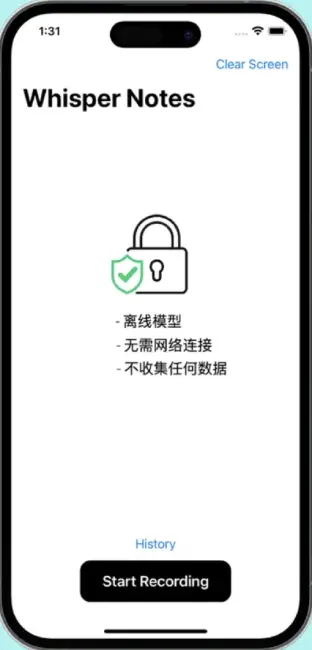 1:31
Clear Screen
Whisper Notes
- 离线模型
- 无需网络连接
- 不收集任何数据
History
Start Recording